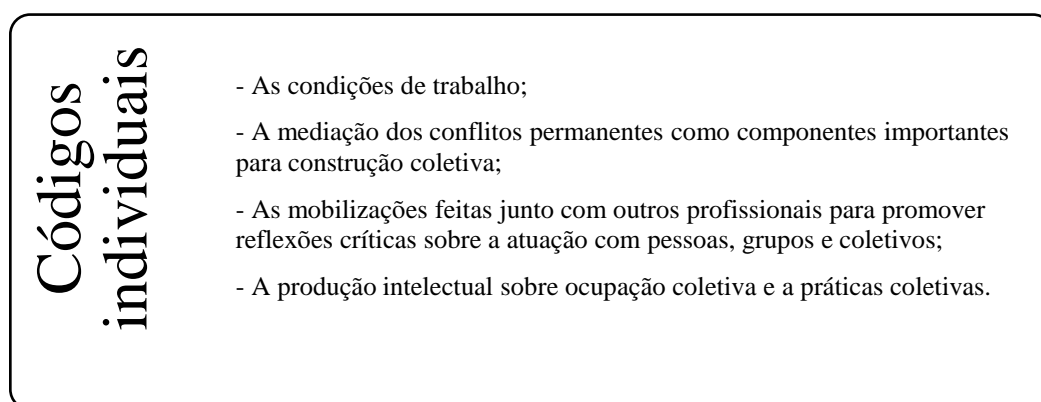 Códigos
individuais
- As condições de trabalho;
- A mediação dos conflitos permanentes como componentes importantes
para construção coletiva;
- As mobilizações feitas junto com outros profissionais para promover
reflexões críticas sobre a atuação com pessoas, grupos e coletivos;
- A produção intelectual sobre ocupação coletiva e a práticas coletivas.